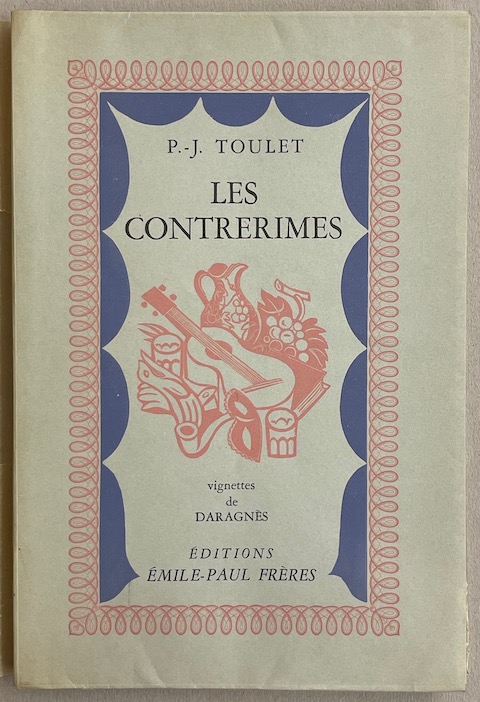 P.-J. TOULET
LES
CONTRERIMES
vignettes
de
DARAGNÈS
ÉDITIONS
ÉMILE-PAUL FRÈRES